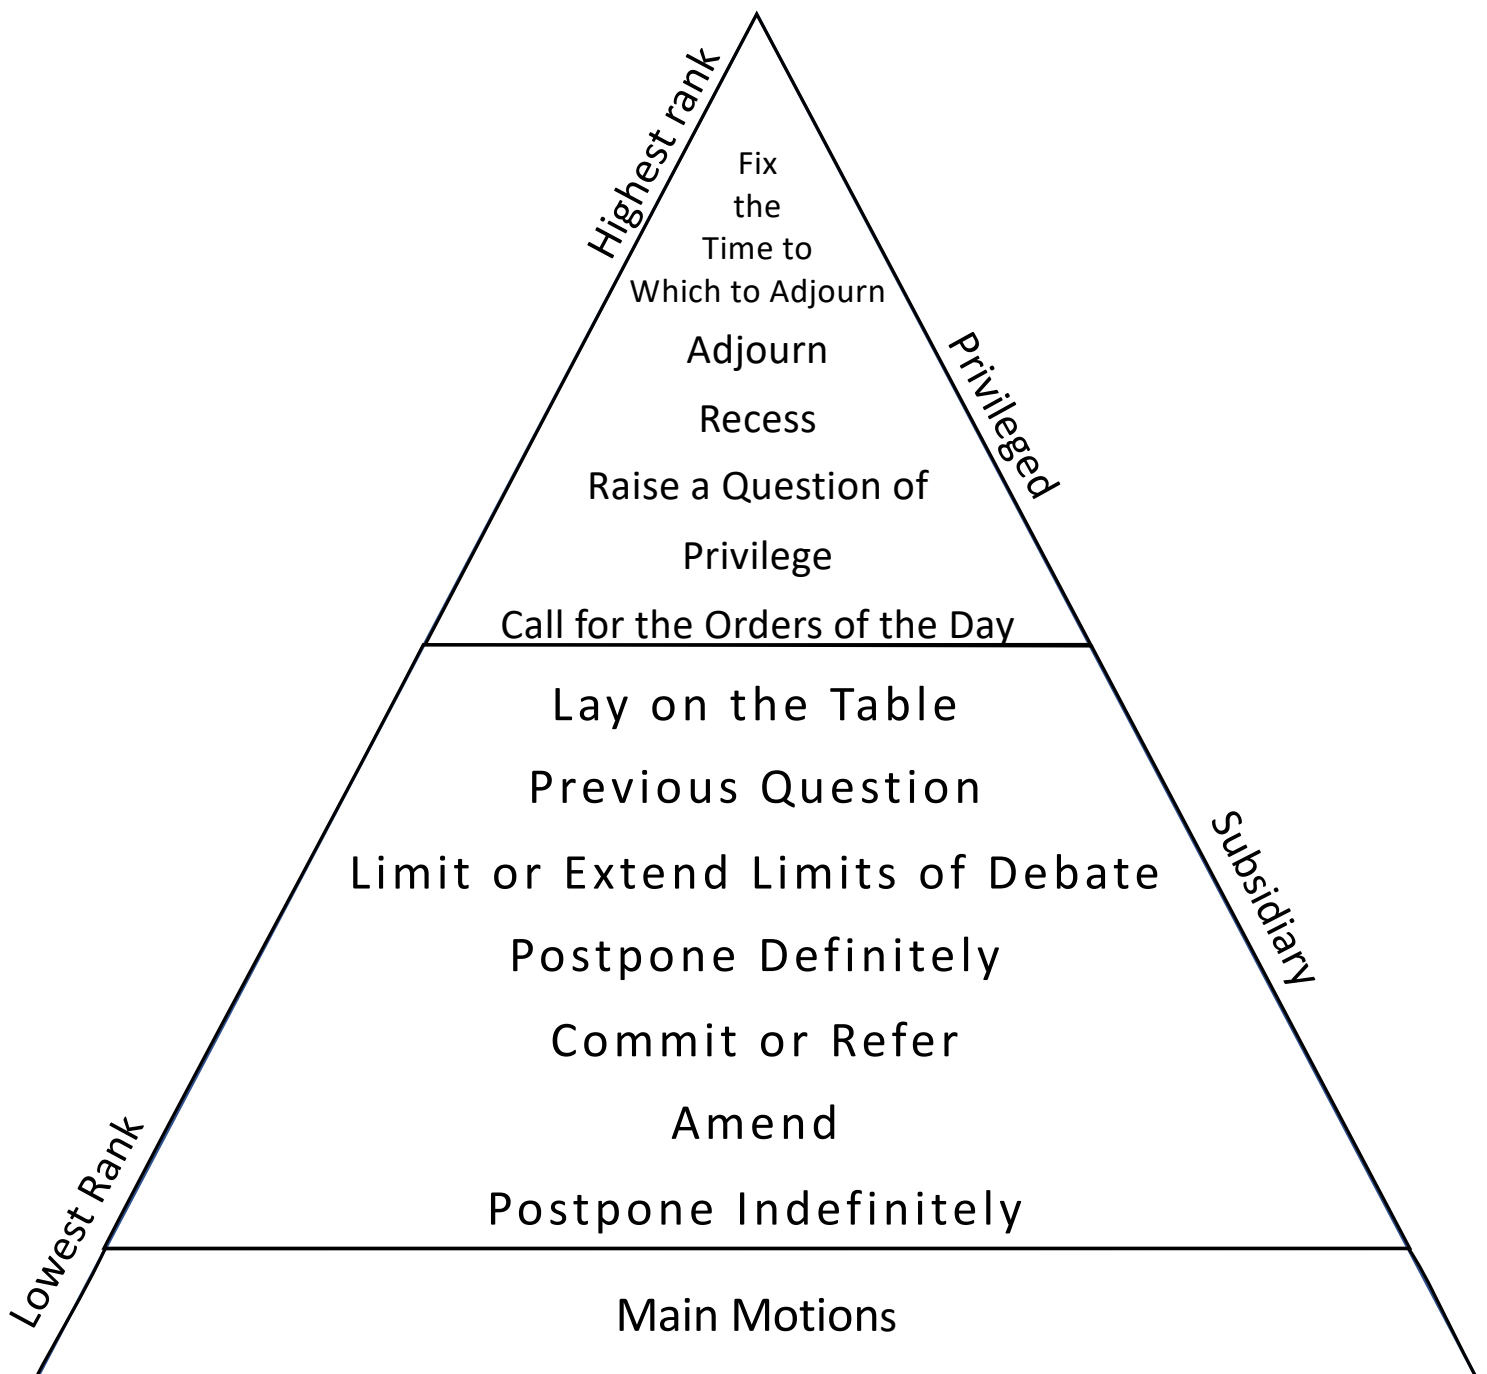 Highest rank
Fix
the
Time to
Which to Adjourn
Adjourn
Privileged
Recess
Raise a Question of
Privilege
Call for the Orders of the Day
Lay on the Table
Previous Question
Limit or Extend Limits of Debate
Subsidiary
Postpone Definitely
Commit or Refer
Amend
Postpone Indefinitely
Lowest Rank
Main Motions